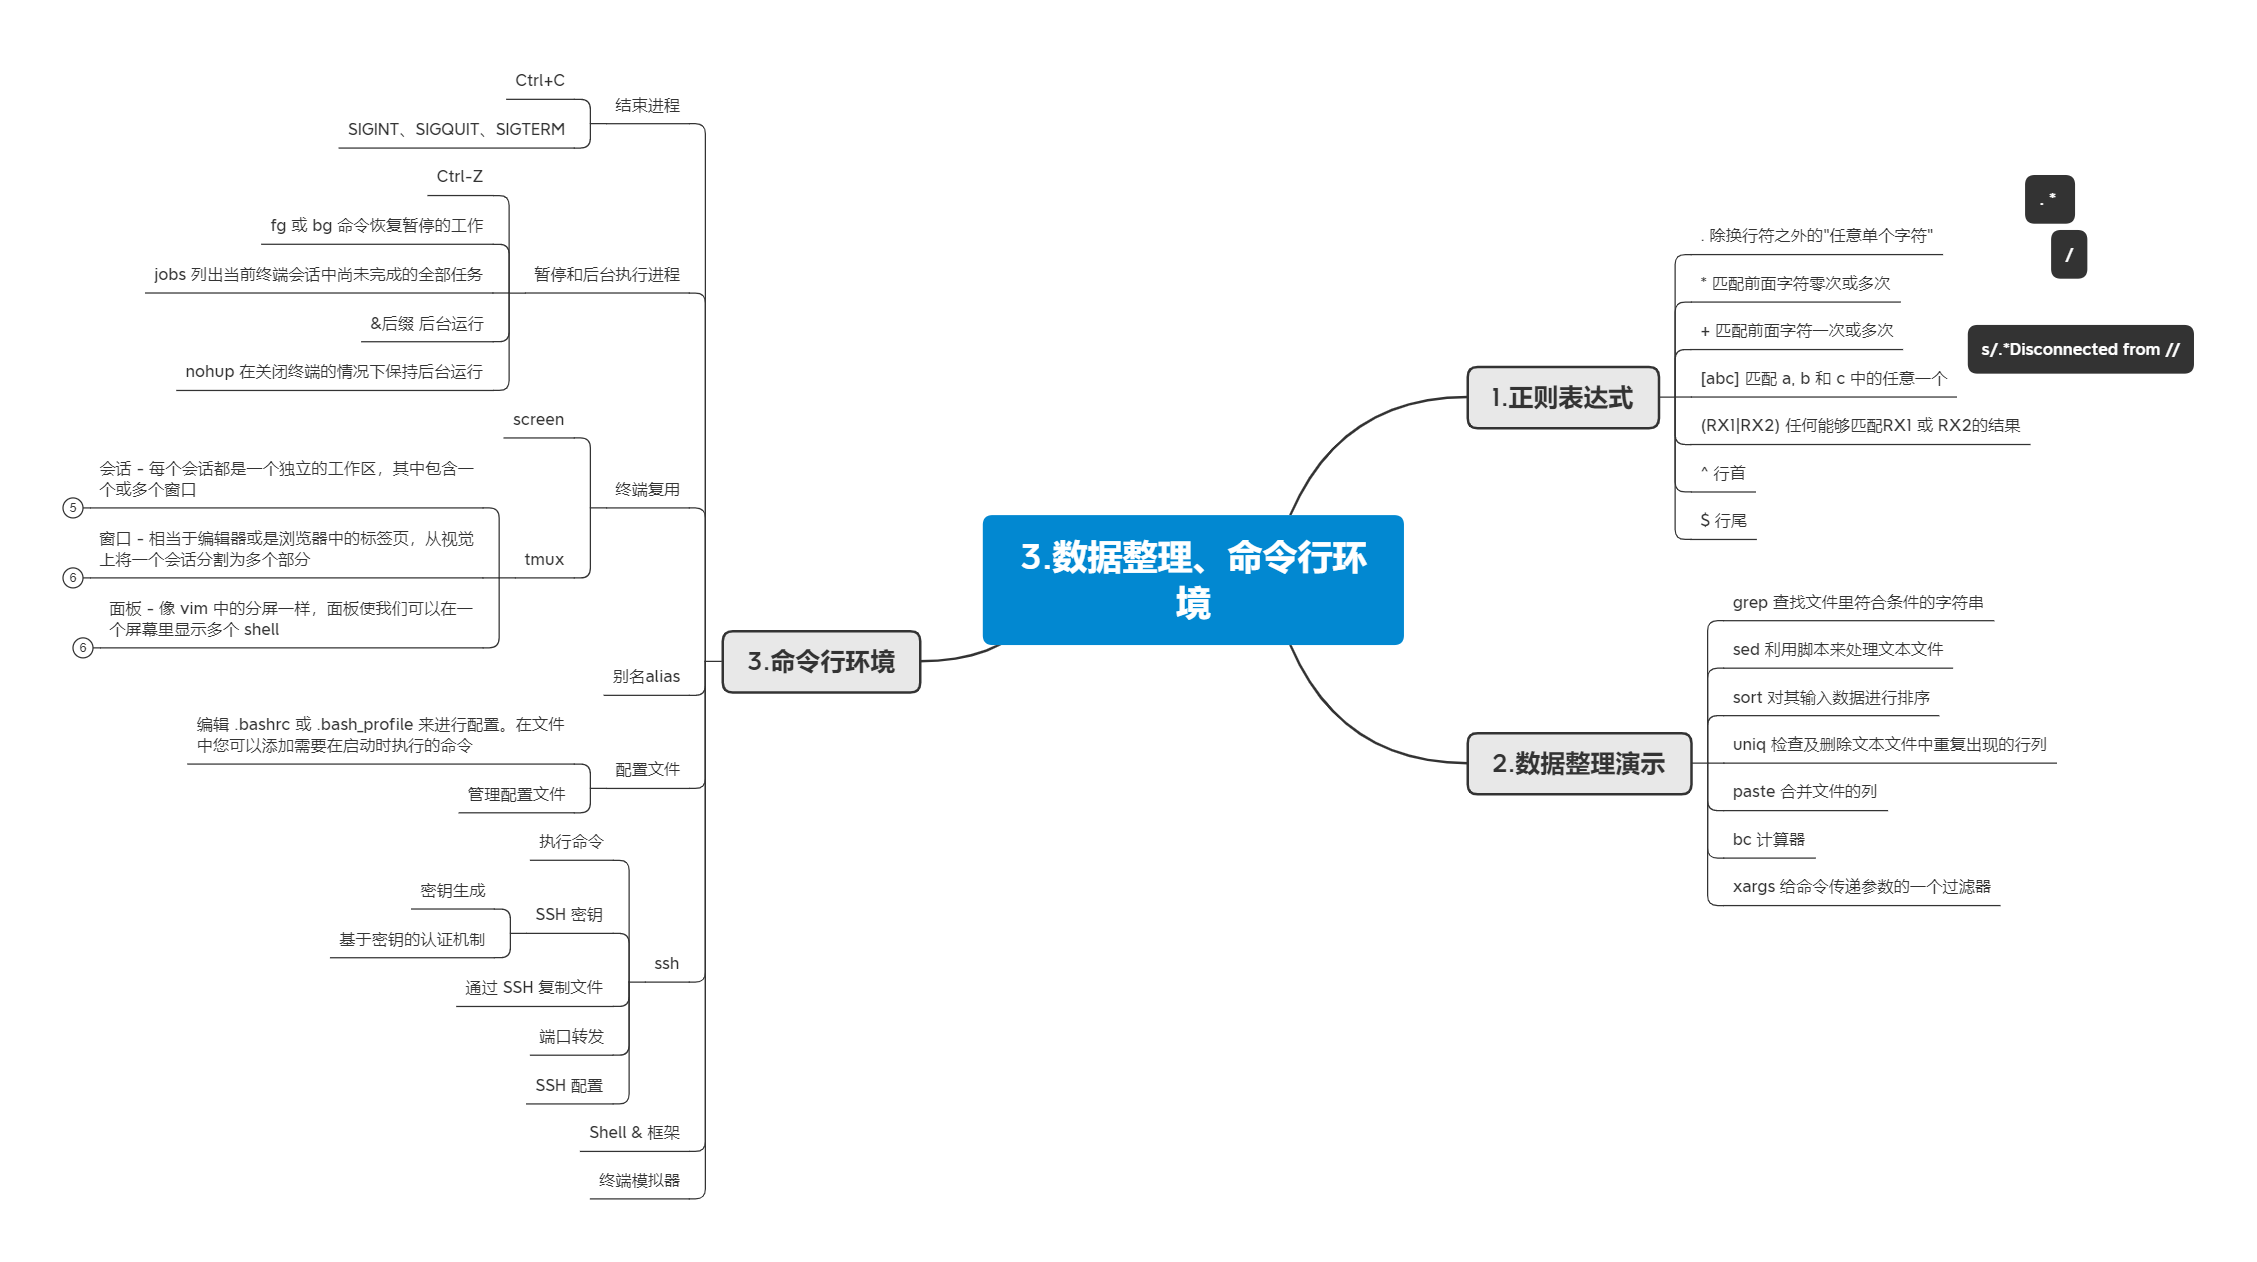 3.数据整理、命令行环
境
1.正则表达式
. 除换行符之外的"任意单个字符"
* 匹配前面字符零次或多次
+ 匹配前面字符一次或多次
[abc] 匹配 a, b 和 c 中的任意一个
(RX1|RX2) 任何能够匹配RX1 或 RX2的结果
^ 行首
$ 行尾
. *
/
s/.*Disconnected from //
2.数据整理演示
grep 查找文件里符合条件的字符串
sed 利用脚本来处理文本文件
sort 对其输入数据进行排序
uniq 检查及删除文本文件中重复出现的行列
paste 合并文件的列
bc 计算器
xargs 给命令传递参数的一个过滤器
3.命令行环境
结束进程
Ctrl+C
SIGINT、SIGQUIT、SIGTERM
暂停和后台执行进程
Ctrl-Z
fg 或 bg 命令恢复暂停的工作
jobs 列出当前终端会话中尚未完成的全部任务
&后缀 后台运行
nohup 在关闭终端的情况下保持后台运行
终端复用
screen
tmux
会话 - 每个会话都是一个独立的工作区，其中包含一
个或多个窗口
5
窗口 - 相当于编辑器或是浏览器中的标签页，从视觉
上将一个会话分割为多个部分
6
面板 - 像 vim 中的分屏一样，面板使我们可以在一
个屏幕里显示多个 shell
6
别名alias
配置文件
编辑 .bashrc 或 .bash_profile 来进行配置。在文件
中您可以添加需要在启动时执行的命令
管理配置文件
ssh
执行命令
SSH 密钥
密钥生成
基于密钥的认证机制
通过 SSH 复制文件
端口转发
SSH 配置
Shell & 框架
终端模拟器